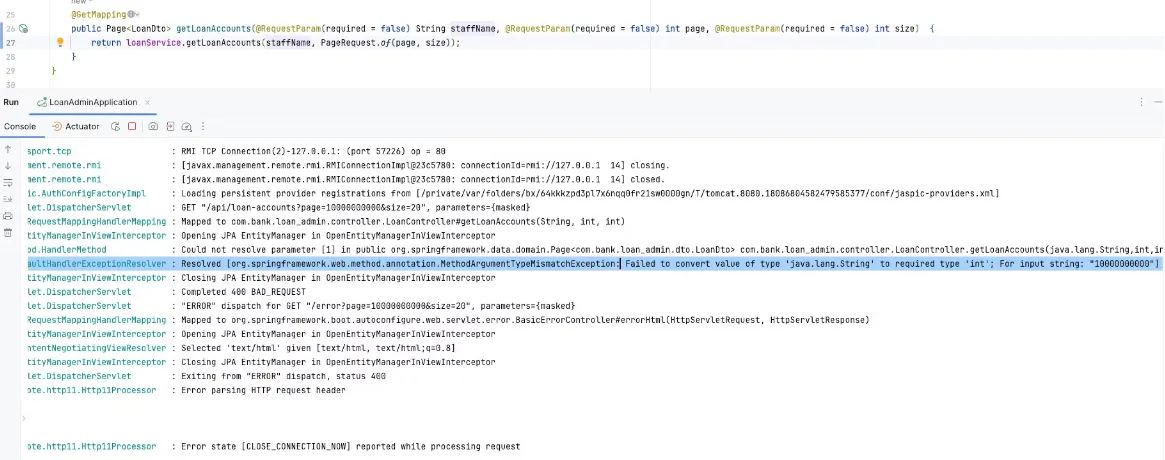 new
25 @GetMapping
26 public Page<LoanDto> getLoanAccounts(@RequestParam(required = false) String staffName, @RequestParam(required = false) int page, @RequestParam(required = false) int size)  {
27 return loanService.getLoanAccounts(staffName, PageRequest.of(page, size));
28 }
29 }
30
Run LoanAdminApplication ×
Console Actuator
sport.tcp : RMI TCP Connection(2)-127.0.0.1: (port 57226) op = 80
ment.remote.rmi : [javax.management.remote.rmi.RMIConnectionImpl@23c5780: connectionId=rmi://127.0.0.1  14] closing.
ment.remote.rmi : [javax.management.remote.rmi.RMIConnectionImpl@23c5780: connectionId=rmi://127.0.0.1  14] closed.
ic.AuthConfigFactoryImpl : Loading persistent provider registrations from [/private/var/folders/bx/64kkkzpd3pl7x6nqq0fr21sw0000gn/T/tomcat.8080.18086804582479585377/conf/jaspic-providers.xml]
let.DispatcherServlet : GET "/api/loan-accounts?page=10000000000&size=20", parameters={masked}
RequestMappingHandlerMapping : Mapped to com.bank.loan_admin.controller.LoanController#getLoanAccounts(String, int, int)
tityManagerInViewInterceptor : Opening JPA EntityManager in OpenEntityManagerInViewInterceptor
od.HandlerMethod : Could not resolve parameter [1] in public org.springframework.data.domain.Page<com.bank.loan_admin.dto.LoanDto> com.bank.loan_admin.controller.LoanController.getLoanAccounts(java.lang.String,int,in
aultHandlerExceptionResolver : Resolved [org.springframework.web.method.annotation.MethodArgumentTypeMismatchException: Failed to convert value of type 'java.lang.String' to required type 'int'; For input string: "10000000000"]
tityManagerInViewInterceptor : Closing JPA EntityManager in OpenEntityManagerInViewInterceptor
let.DispatcherServlet : Completed 400 BAD_REQUEST
let.DispatcherServlet : "ERROR" dispatch for GET "/error?page=10000000000&size=20", parameters={masked}
RequestMappingHandlerMapping : Mapped to org.springframework.boot.autoconfigure.web.servlet.error.BasicErrorController#errorHtml(HttpServletRequest, HttpServletResponse)
tityManagerInViewInterceptor : Opening JPA EntityManager in OpenEntityManagerInViewInterceptor
ntentNegotiatingViewResolver : Selected 'text/html' given [text/html, text/html;q=0.8]
tityManagerInViewInterceptor : Closing JPA EntityManager in OpenEntityManagerInViewInterceptor
let.DispatcherServlet : Exiting from "ERROR" dispatch, status 400
ote.http11.Http11Processor : Error parsing HTTP request header
ote.http11.Http11Processor : Error state [CLOSE_CONNECTION_NOW] reported while processing request